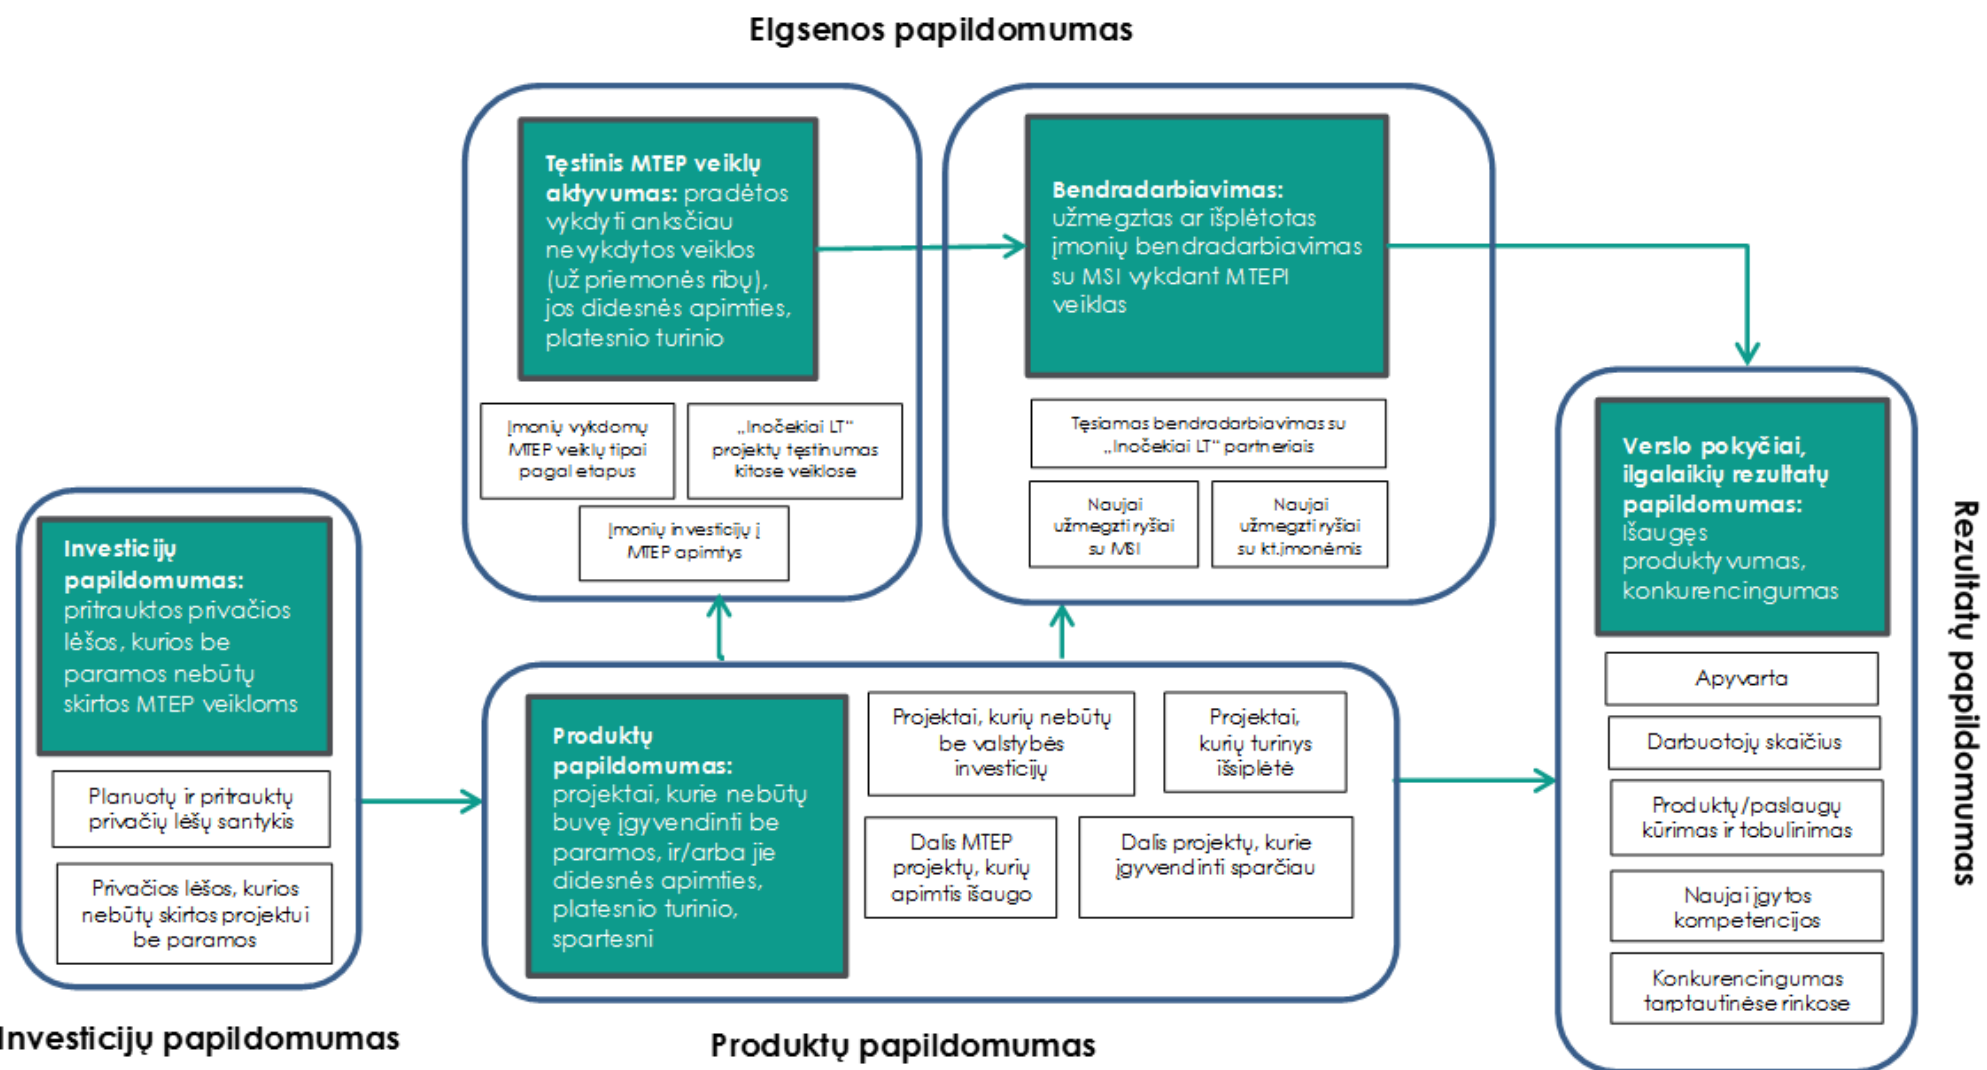 Elgsenos papildomumas
Tęstinis MTEP veiklų
aktyvumas: pradėtos
vykdyti anksčiau
nevykdytos veiklos
(už priemonės ribų),
jos didesnės apimties,
platesnio turinio
Įmonių vykdomų
MTEP veiklų tipai
pagal etapus
„Inočekiai LT“
projektų tęstinumas
kitose veiklose
Įmonių investicijų į
MTEP apimtys
Bendradarbiavimas:
užmegztas ar išplėtotas
įmonių bendradarbiavimas
su MSI vykdant MTEPI
veiklas
Tęsiamas bendradarbiavimas su
„Inočekiai LT“ partneriais
Naujai
užmegzti ryšiai
su MSI
Naujai
užmegzti ryšiai
su kt.įmonėmis
Investicijų
papildomumas:
pritrauktos privačios
lėšos, kurios be
paramos nebūtų
skirtos MTEP veikloms
Planuotų ir pritrauktų
privačių lėšų santykis
Privačios lėšos, kurios
nebūtų skirtos projektui
be paramos
Investicijų papildomumas
Produktų
papildomumas:
projektai, kurie nebūtų
buvę įgyvendinti be
paramos, ir/arba jie
didesnės apimties,
platesnio turinio,
spartesni
Projektai, kurių nebūtų
be valstybės
investicijų
Projektai,
kurių turinys
išsiplėtė
Dalis MTEP
projektų, kurių
apimtis išaugo
Dalis projektų, kurie
įgyvendinti sparčiau
Produktų papildomumas
Verslo pokyčiai,
ilgalaikių rezultatų
papildomumas:
Išaugęs
produktyvumas,
konkurencingumas
Apyvarta
Darbuotojų skaičius
Produktų/paslaugų
kūrimas ir tobulinimas
Naujai įgytos
kompetencijos
Konkurencingumas
tarptautinėse rinkose
Rezultatų papildomumas